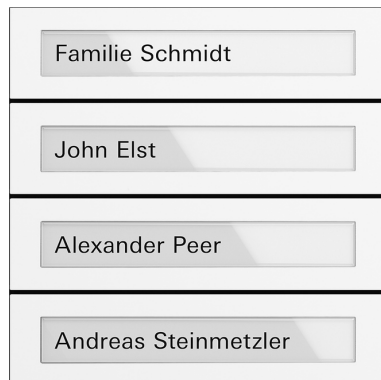 Familie Schmidt
John Elst
Alexander Peer
Andreas Steinmetzler